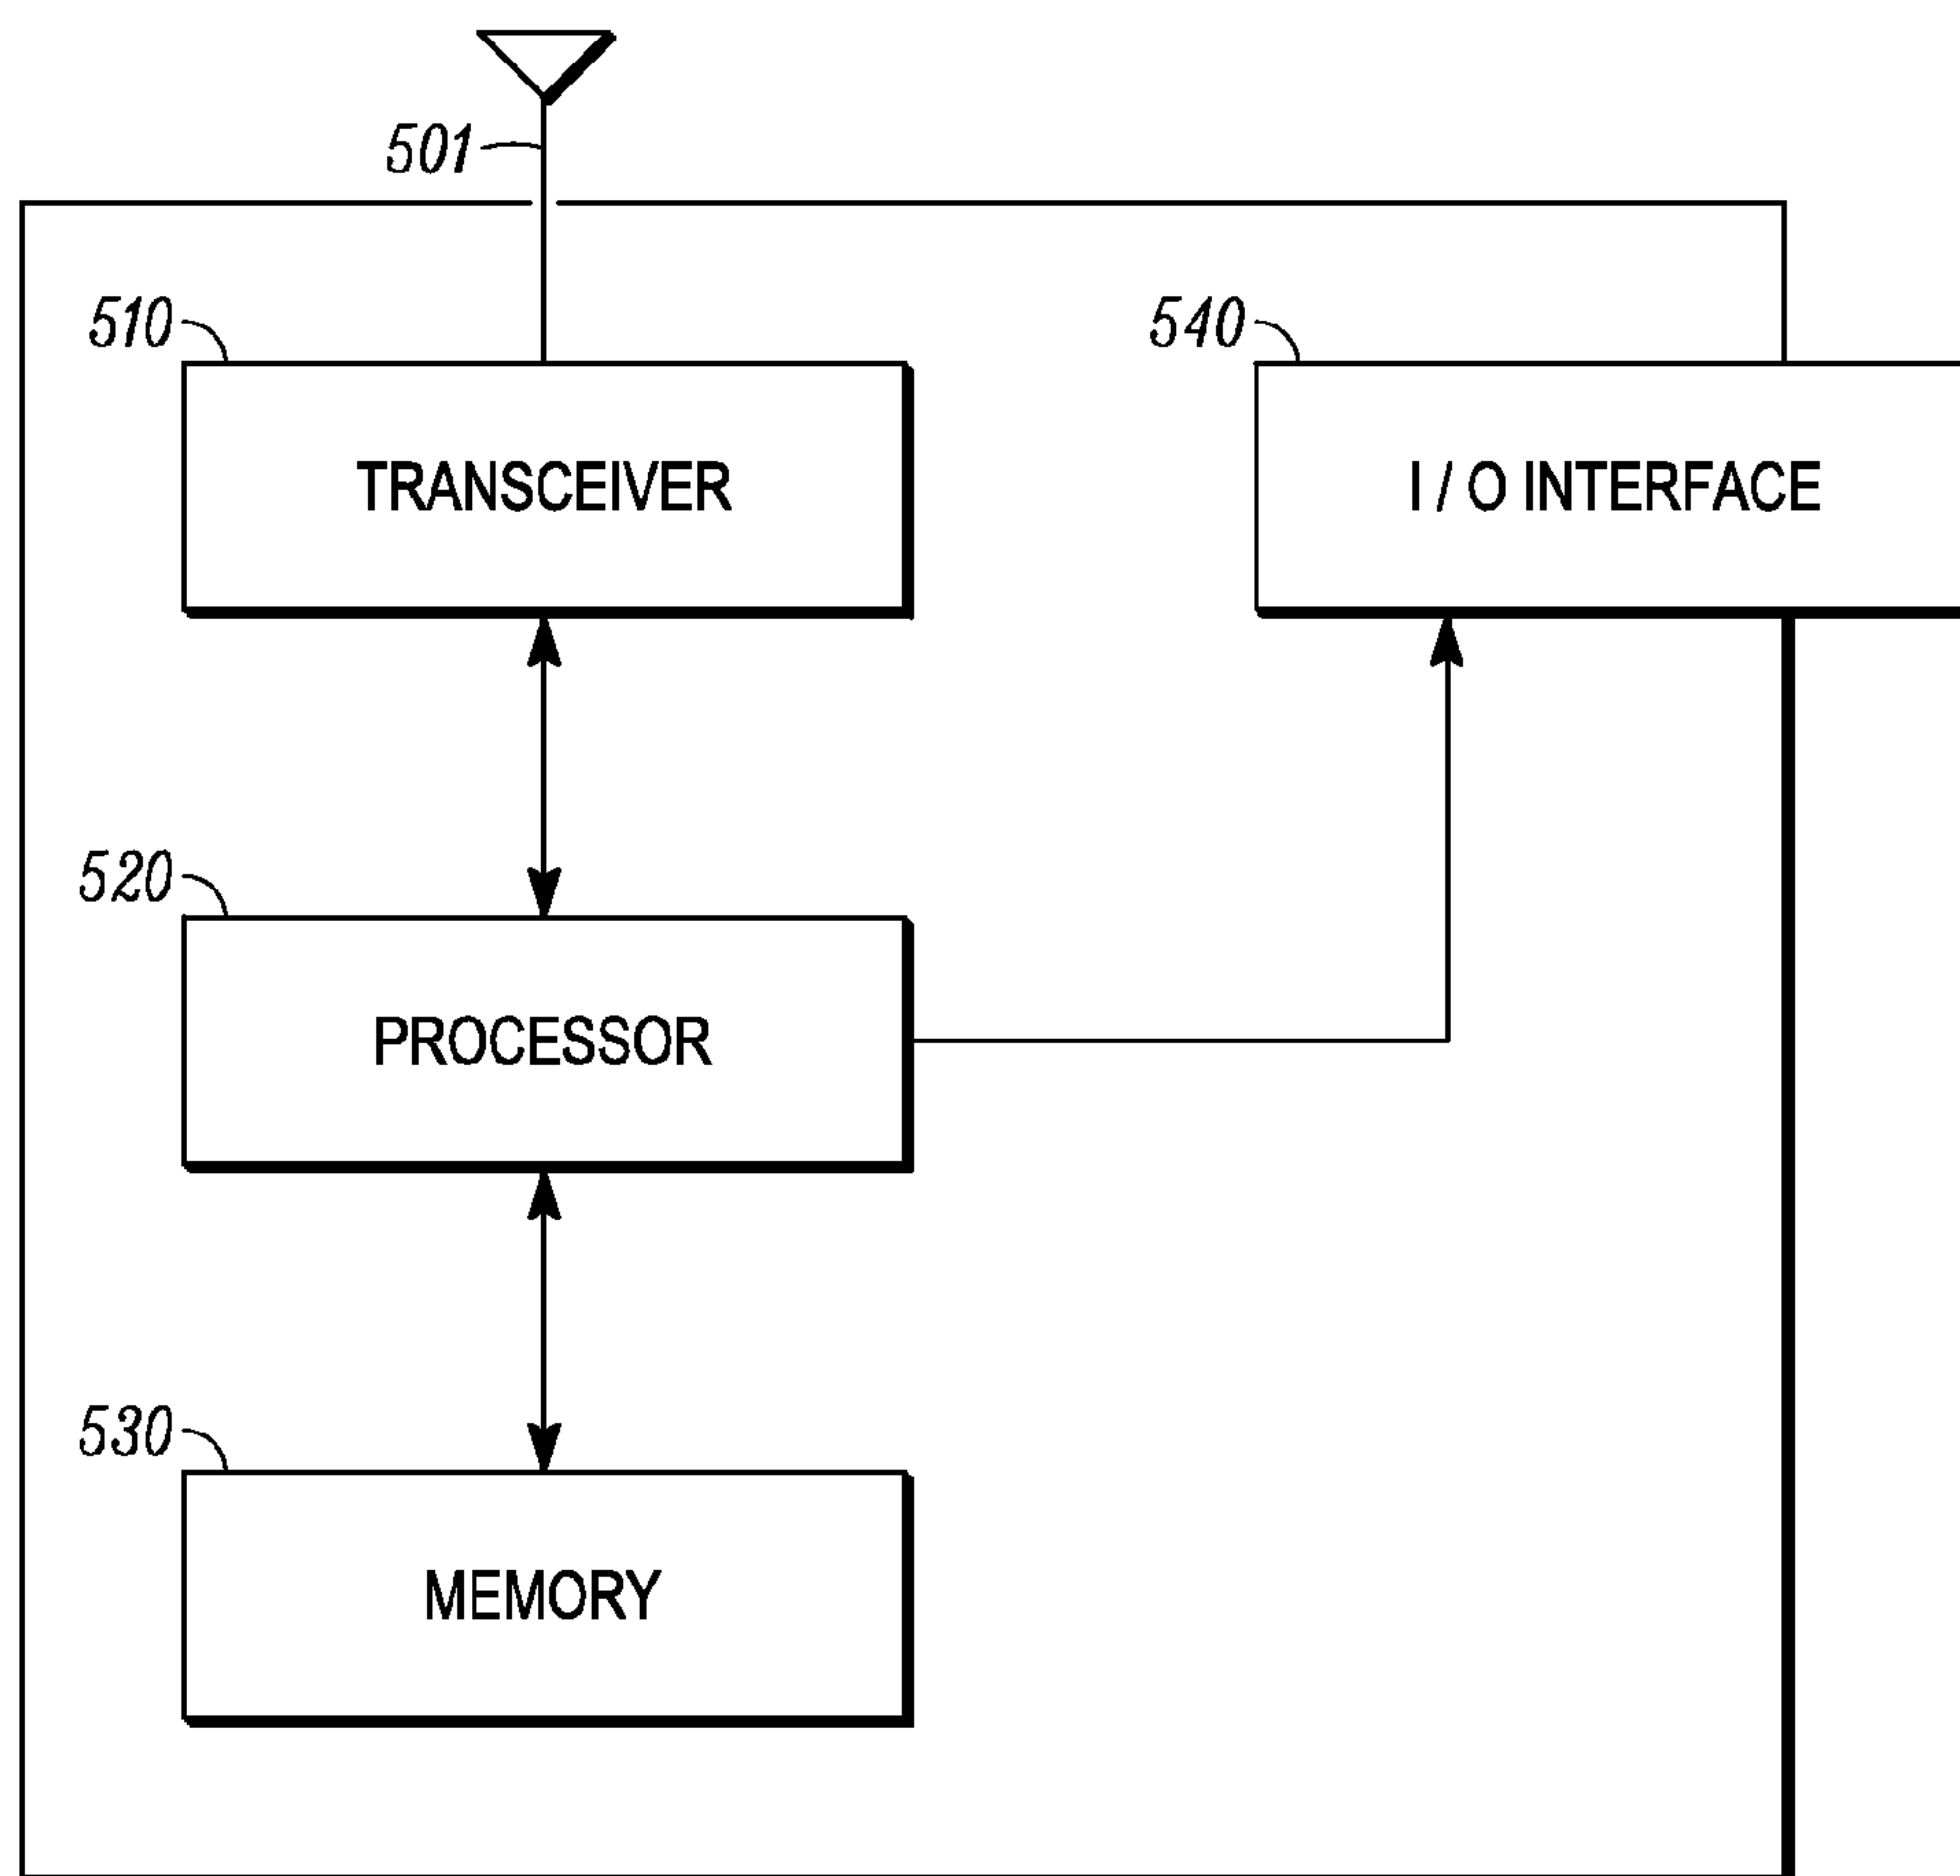 501
510
540
TRANSCEIVER
I / O INTERFACE
520
PROCESSOR
530
MEMORY